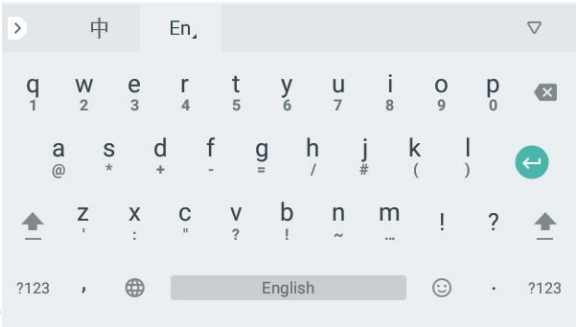 中 En
q w e r t y u i o p
1 2 3 4 5 6 7 8 9 0
a s d f g h j k l
@ * + - = / # ( )
z x c v b n m ! ?
' : " ? ! ~ ...
?123 , English . ?123